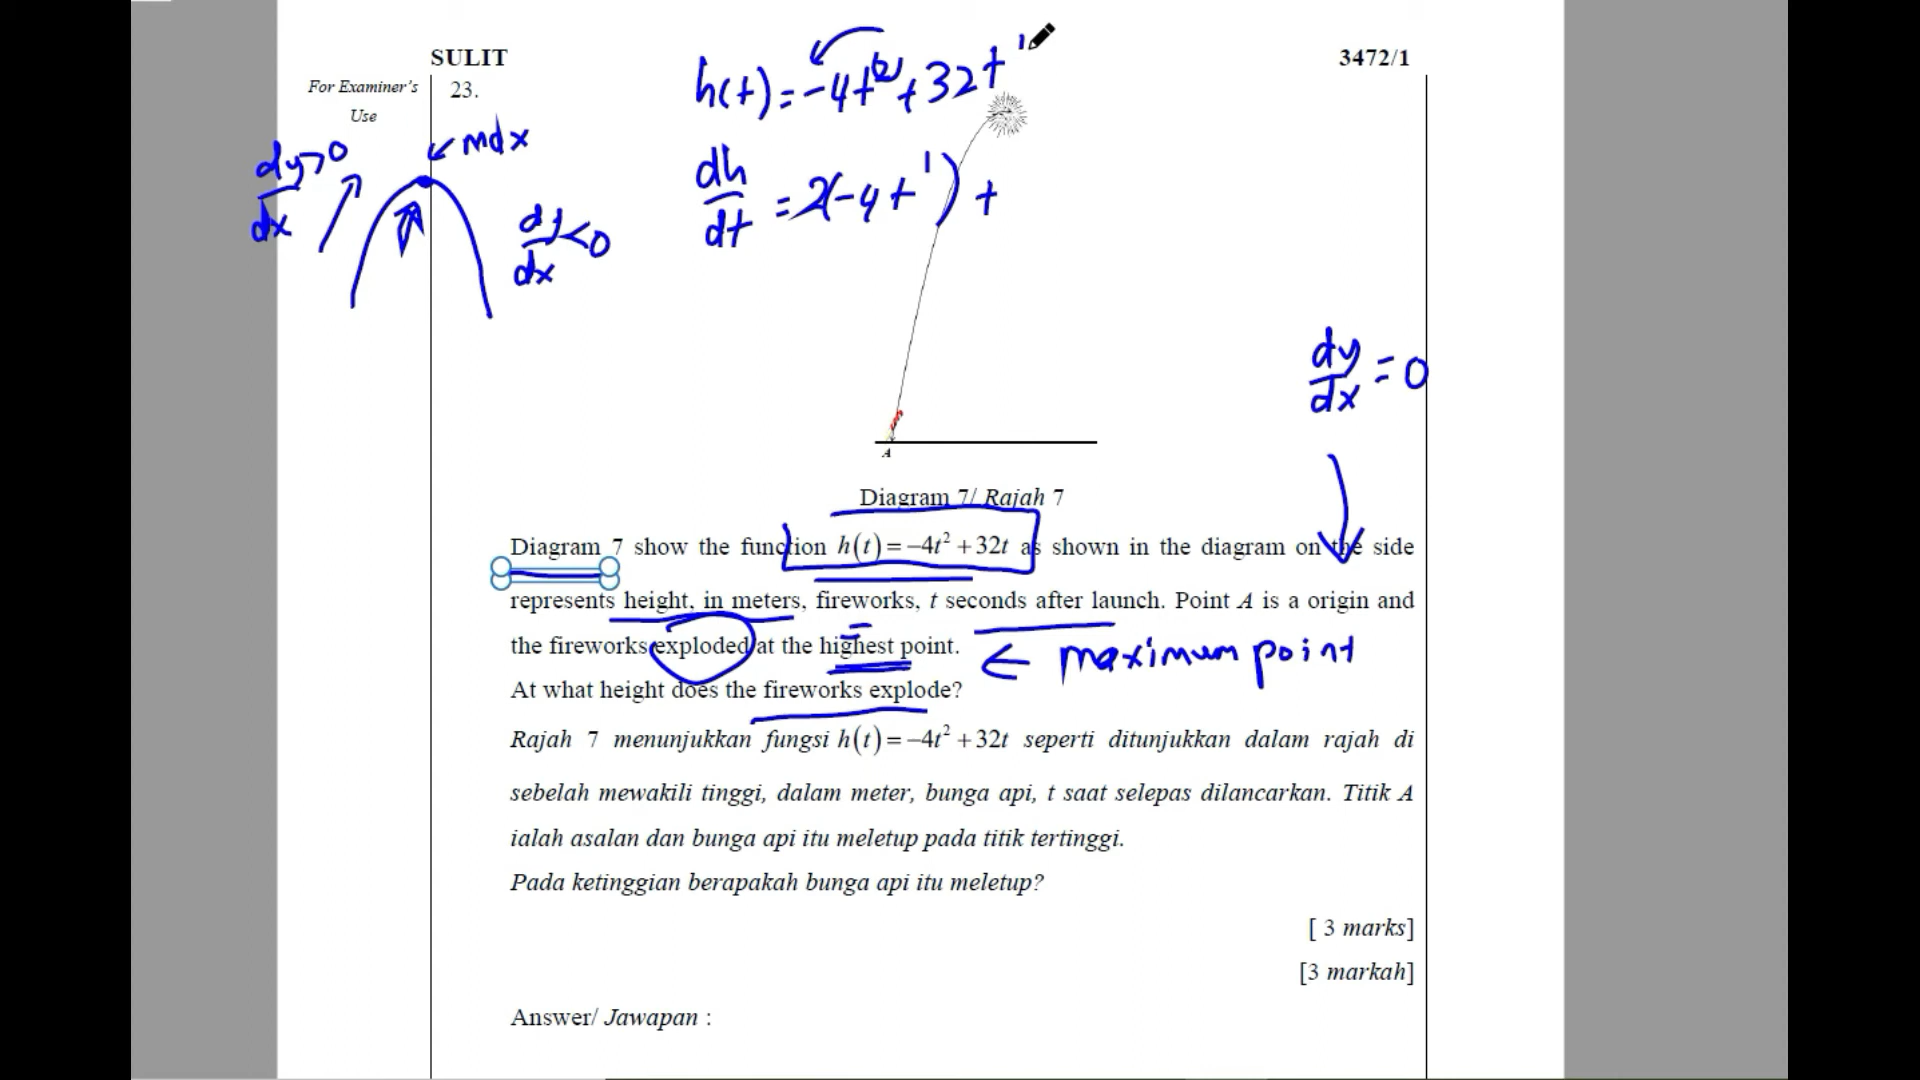 SULIT
3472/1
For Examiner's
Use
23.
h(t) = -4t² + 32t¹
dy/dx > 0
max
dy/dx < 0
dh/dt = 2(-4t¹) +
dy/dx = 0
A
Diagram 7/ Rajah 7
Diagram 7 show the function h(t) = −4t² + 32t as shown in the diagram on the side
represents height, in meters, fireworks, t seconds after launch. Point A is a origin and
the fireworks exploded at the highest point.
← maximum point
At what height does the fireworks explode?
Rajah 7 menunjukkan fungsi h(t) = −4t² + 32t seperti ditunjukkan dalam rajah di
sebelah mewakili tinggi, dalam meter, bunga api, t saat selepas dilancarkan. Titik A
ialah asalan dan bunga api itu meletup pada titik tertinggi.
Pada ketinggian berapakah bunga api itu meletup?
[ 3 marks]
[3 markah]
Answer/ Jawapan :